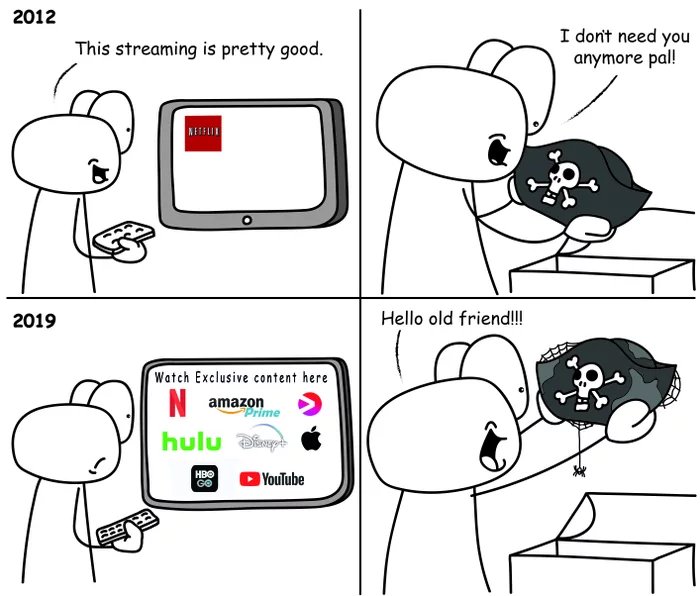 2012
This streaming is pretty good.
NETFLIX
I don't need you
anymore pal!
2019
Watch Exclusive content here
N
amazon
Prime
hulu
Disney+
HBO
GO
YouTube
Hello old friend!!!